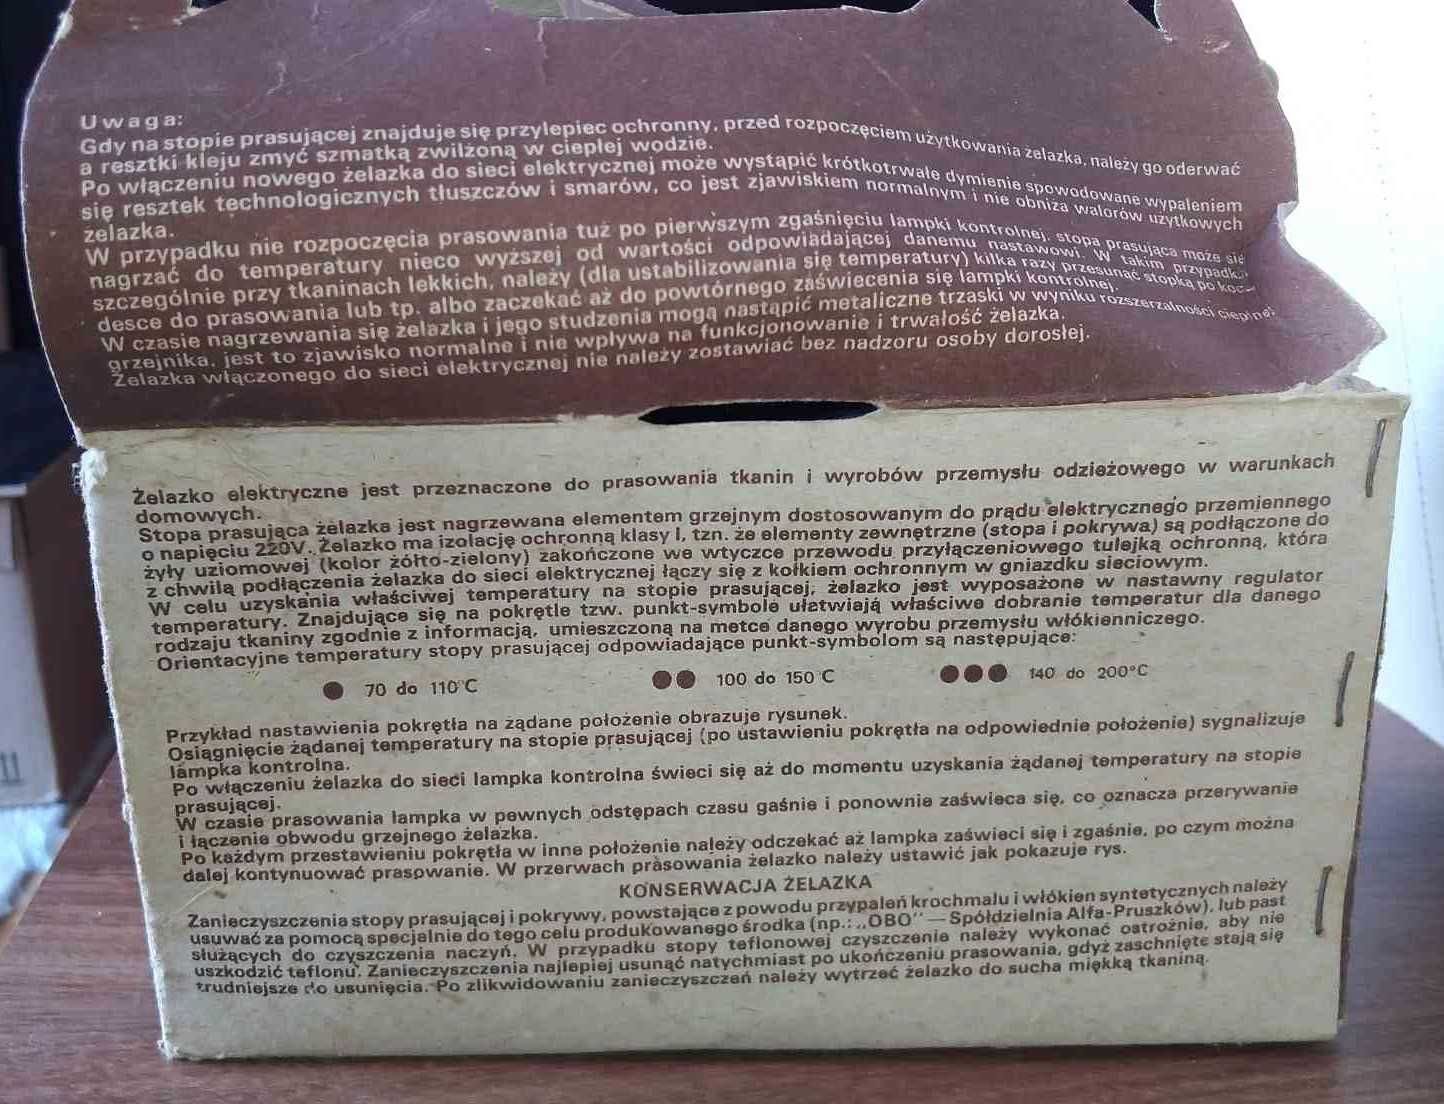 Uwaga:
Gdy na stopie prasującej znajduje się przylepiec ochronny, przed rozpoczęciem użytkowania żelazka, należy go oderwać
a resztki kleju zmyć szmatką zwilżoną w ciepłej wodzie.
Po włączeniu nowego żelazka do sieci elektrycznej może wystąpić krótkotrwałe dymienie spowodowane wypaleniem
się resztek technologicznych tłuszczów i smarów, co jest zjawiskiem normalnym i nie obniża walorów użytkowych
żelazka.
W przypadku nie rozpoczęcia prasowania tuż po pierwszym zgaśnięciu lampki kontrolnej, stopa prasująca może się
nagrzać do temperatury nieco wyższej od wartości odpowiadającej danemu nastawowi. W takim przypadku
szczególnie przy tkaninach lekkich, należy (dla ustabilizowania się temperatury) kilka razy przesunąć stopką po
desce do prasowania lub tp. albo zaczekać aż do powtórnego zaświecenia się lampki kontrolnej.
W czasie nagrzewania się żelazka i jego studzenia mogą nastąpić metaliczne trzaski w wyniku rozszerzalności cieplnej
grzejnika, jest to zjawisko normalne i nie wpływa na funkcjonowanie i trwałość żelazka.
Żelazka włączonego do sieci elektrycznej nie należy zostawiać bez nadzoru osoby dorosłej.
Żelazko elektryczne jest przeznaczone do prasowania tkanin i wyrobów przemysłu odzieżowego w warunkach
domowych.
Stopa prasująca żelazka jest nagrzewana elementem grzejnym dostosowanym do prądu elektrycznego przemiennego
o napięciu 220V. Żelazko ma izolację ochronną klasy I, tzn. że elementy zewnętrzne (stopa i pokrywa) są podłączone do
żyły uziomowej (kolor żółto-zielony) zakończone we wtyczce przewodu przyłączeniowego tulejką ochronną, która
z chwilą podłączenia żelazka do sieci elektrycznej łączy się z kołkiem ochronnym w gniazdku sieciowym.
W celu uzyskania właściwej temperatury na stopie prasującej, żelazko jest wyposażone w nastawny regulator
temperatury. Znajdujące się na pokrętle tzw. punkt-symbole ułatwiają właściwe dobranie temperatur dla danego
rodzaju tkaniny zgodnie z informacją, umieszczoną na metce danego wyrobu przemysłu włókienniczego.
Orientacyjne temperatury stopy prasującej odpowiadające punkt-symbolom są następujące:
● 70 do 110°C ●● 100 do 150°C ●●● 140 do 200°C
Przykład nastawienia pokrętła na żądane położenie obrazuje rysunek.
Osiągnięcie żądanej temperatury na stopie prasującej (po ustawieniu pokrętła na odpowiednie położenie) sygnalizuje
lampka kontrolna.
Po włączeniu żelazka do sieci lampka kontrolna świeci się aż do momentu uzyskania żądanej temperatury na stopie
prasującej.
W czasie prasowania lampka w pewnych odstępach czasu gaśnie i ponownie zaświeca się, co oznacza przerywanie
i łączenie obwodu grzejnego żelazka.
Po każdym przestawieniu pokrętła w inne położenie należy odczekać aż lampka zaświeci się i zgaśnie, po czym można
dalej kontynuować prasowanie. W przerwach prasowania żelazko należy ustawić jak pokazuje rys.
KONSERWACJA ŻELAZKA
Zanieczyszczenia stopy prasującej i pokrywy, powstające z powodu przypaleń krochmalu i włókien syntetycznych należy
usuwać za pomocą specjalnie do tego celu produkowanego środka (np.: „OBO" — Spółdzielnia Alfa-Pruszków), lub past
służących do czyszczenia naczyń. W przypadku stopy teflonowej czyszczenie należy wykonać ostrożnie, aby nie
uszkodzić teflonu. Zanieczyszczenia najlepiej usunąć natychmiast po ukończeniu prasowania, gdyż zaschnięte stają się
trudniejsze do usunięcia. Po zlikwidowaniu zanieczyszczeń należy wytrzeć żelazko do sucha miękką tkaniną.